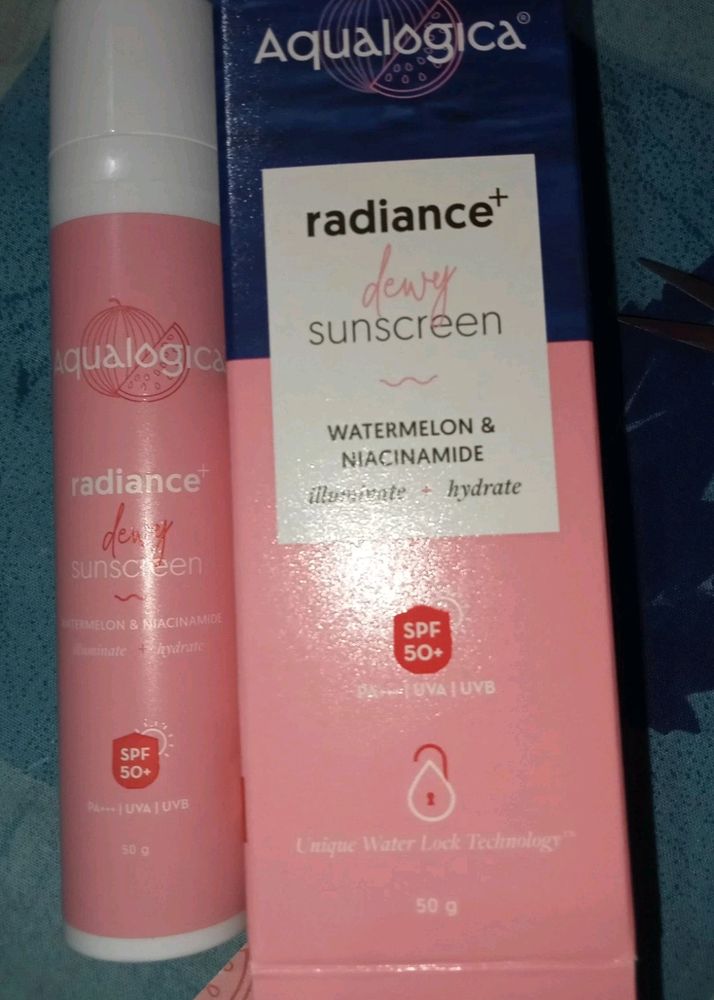 Aqualogica
radiance+
dewy
sunscreen
WATERMELON & NIACINAMIDE
illuminate + hydrate
SPF
50+
PA+++ | UVA | UVB
50 g
Aqualogica®
radiance+
dewy
sunscreen
WATERMELON &
NIACINAMIDE
illuminate + hydrate
SPF
50+
UVA | UVB
Unique Water Lock Technology™
50 g